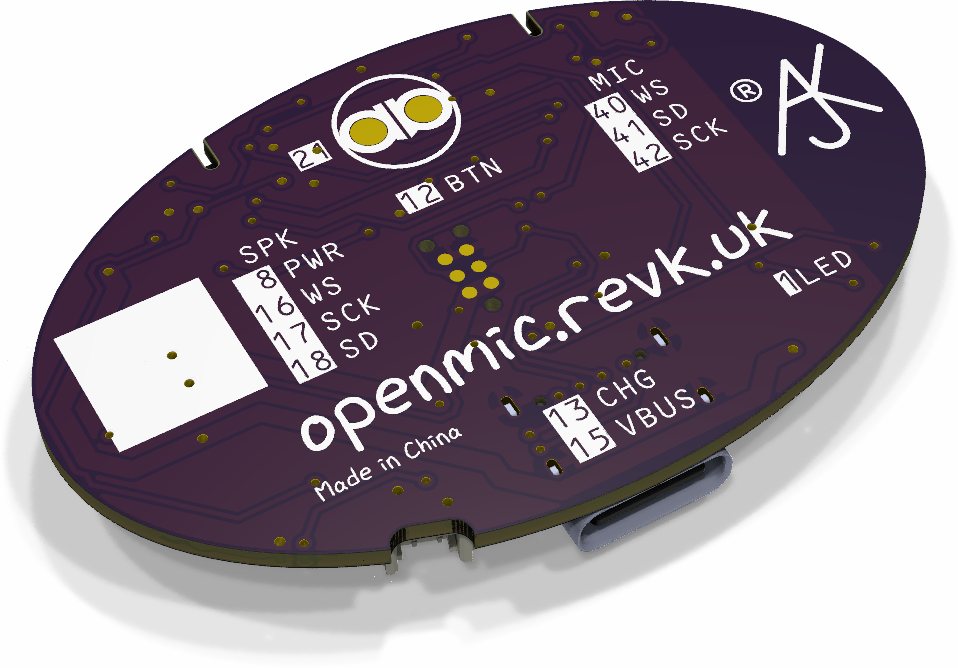 ® AJK
MIC
40 WS
41 SD
42 SCK
21
12 BTN
SPK
8 PWR
16 WS
17 SCK
18 SD
openmic.revk.uk
1 LED
13 CHG
15 VBUS
Made in China